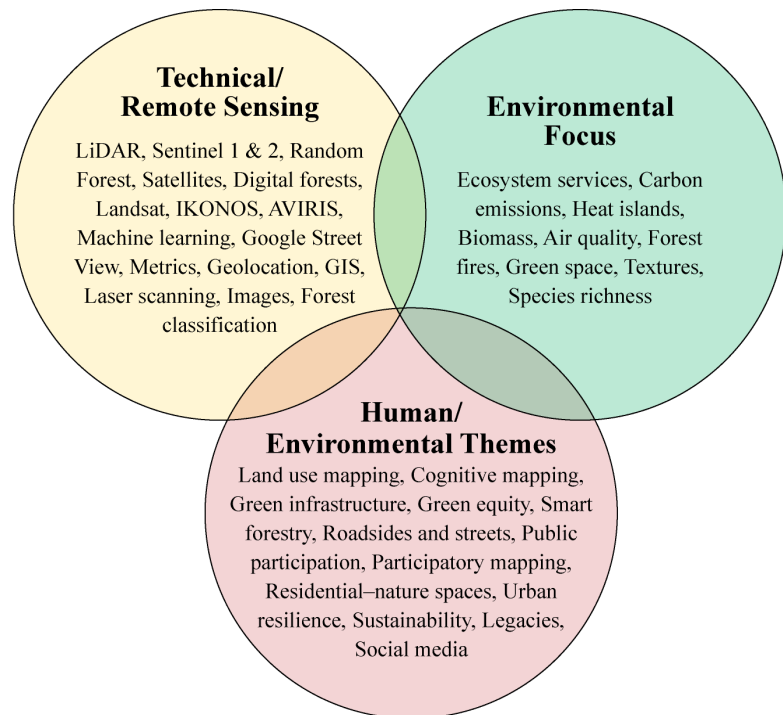 Technical/
Remote Sensing
LiDAR, Sentinel 1 & 2, Random
Forest, Satellites, Digital forests,
Landsat, IKONOS, AVIRIS,
Machine learning, Google Street
View, Metrics, Geolocation, GIS,
Laser scanning, Images, Forest
classification
Environmental
Focus
Ecosystem services, Carbon
emissions, Heat islands,
Biomass, Air quality, Forest
fires, Green space, Textures,
Species richness
Human/
Environmental Themes
Land use mapping, Cognitive mapping,
Green infrastructure, Green equity, Smart
forestry, Roadsides and streets, Public
participation, Participatory mapping,
Residential–nature spaces, Urban
resilience, Sustainability, Legacies,
Social media